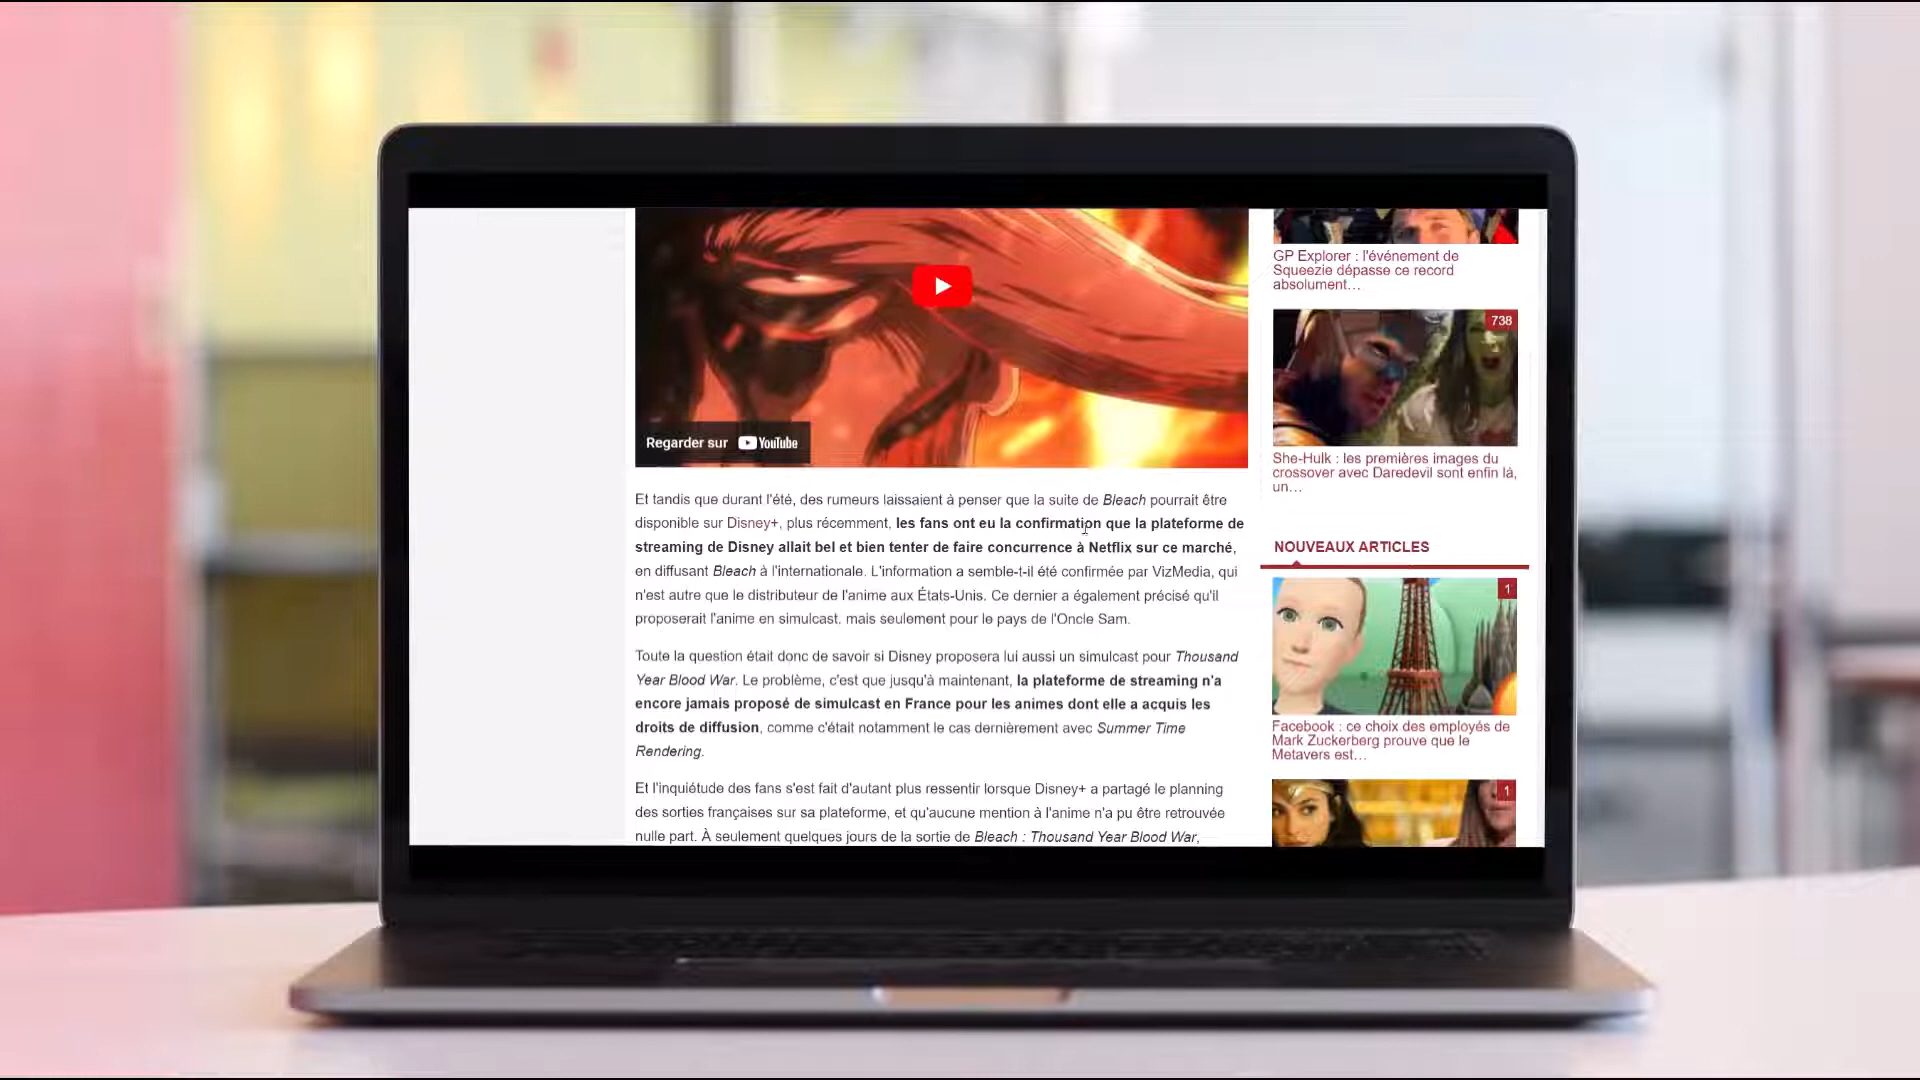 Regarder sur YouTube
Et tandis que durant l'été, des rumeurs laissaient à penser que la suite de Bleach pourrait être
disponible sur Disney+, plus récemment, les fans ont eu la confirmation que la plateforme de
streaming de Disney allait bel et bien tenter de faire concurrence à Netflix sur ce marché,
en diffusant Bleach à l'internationale. L'information a semble-t-il été confirmée par VizMedia, qui
n'est autre que le distributeur de l'anime aux États-Unis. Ce dernier a également précisé qu'il
proposerait l'anime en simulcast, mais seulement pour le pays de l'Oncle Sam.
Toute la question était donc de savoir si Disney proposera lui aussi un simulcast pour Thousand
Year Blood War. Le problème, c'est que jusqu'à maintenant, la plateforme de streaming n'a
encore jamais proposé de simulcast en France pour les animes dont elle a acquis les
droits de diffusion, comme c'était notamment le cas dernièrement avec Summer Time
Rendering.
Et l'inquiétude des fans s'est fait d'autant plus ressentir lorsque Disney+ a partagé le planning
des sorties françaises sur sa plateforme, et qu'aucune mention à l'anime n'a pu être retrouvée
nulle part. À seulement quelques jours de la sortie de Bleach : Thousand Year Blood War,
GP Explorer : l'événement de
Squeezie dépasse ce record
absolument…
738
She-Hulk : les premières images du
crossover avec Daredevil sont enfin là,
un…
NOUVEAUX ARTICLES
1
Facebook : ce choix des employés de
Mark Zuckerberg prouve que le
Metavers est…
1